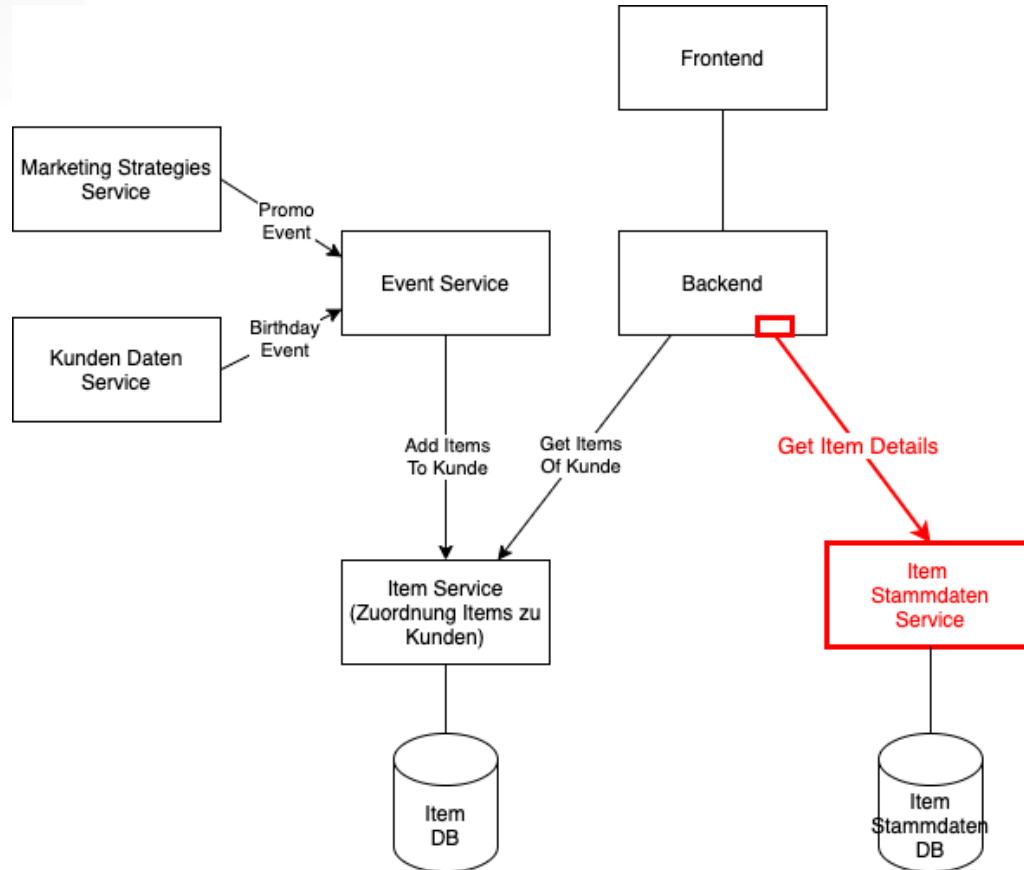 Frontend
Marketing Strategies
Service
Promo
Event
Event Service
Backend
Birthday
Event
Kunden Daten
Service
Add Items
To Kunde
Get Items
Of Kunde
Get Item Details
Item Service
(Zuordnung Items zu
Kunden)
Item
Stammdaten
Service
Item
DB
Item
Stammdaten
DB